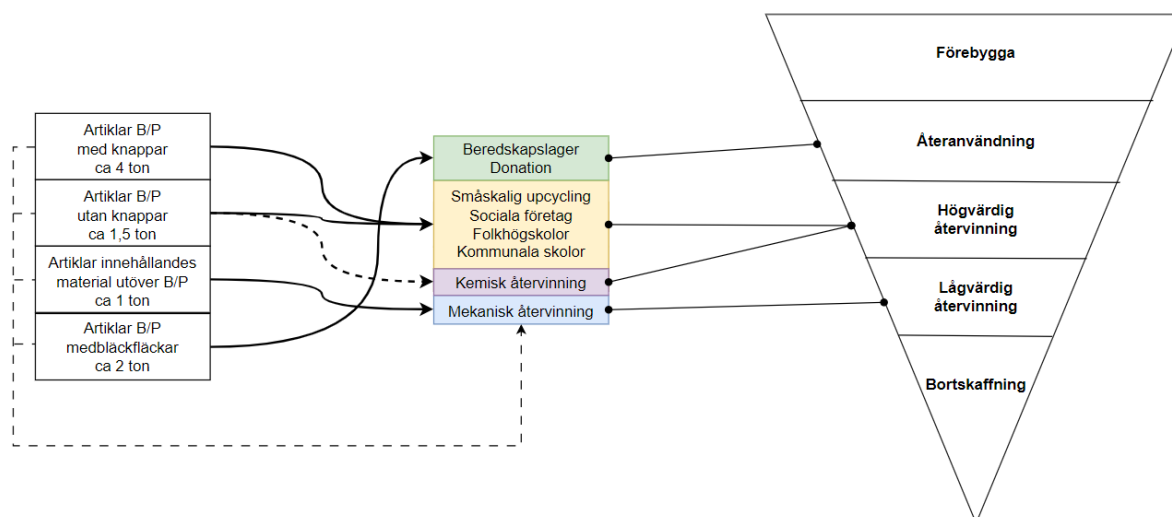 Artiklar B/P
med knappar
ca 4 ton
Artiklar B/P
utan knappar
ca 1,5 ton
Artiklar innehållandes
material utöver B/P
ca 1 ton
Artiklar B/P
medbläckfläckar
ca 2 ton
Beredskapslager
Donation
Småskalig upcycling
Sociala företag
Folkhögskolor
Kommunala skolor
Kemisk återvinning
Mekanisk återvinning
Förebygga
Återanvändning
Högvärdig
återvinning
Lågvärdig
återvinning
Bortskaffning